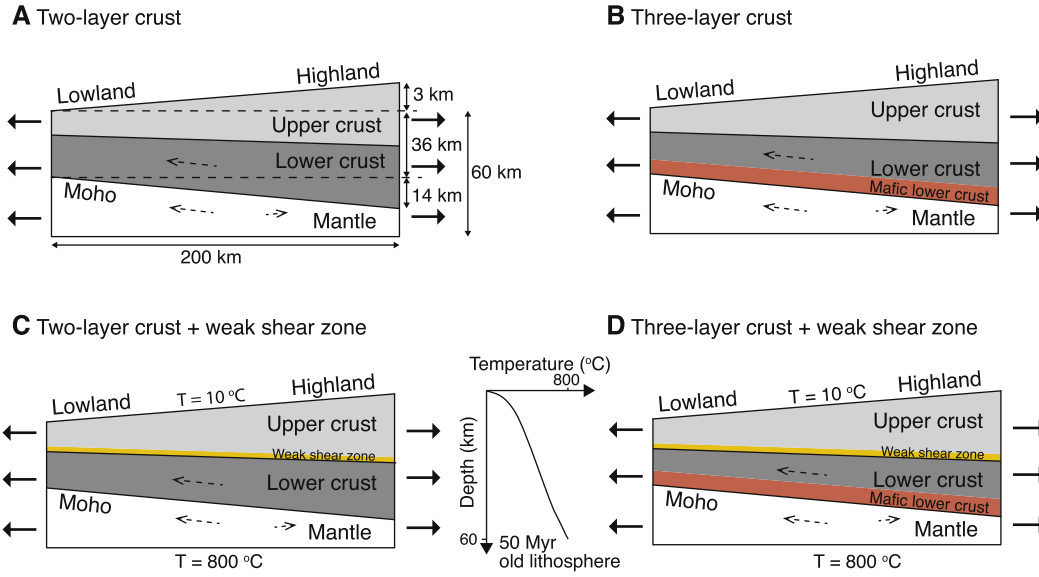 A Two-layer crust
Lowland
Highland
3 km
Upper crust
36 km
Lower crust
60 km
Moho
14 km
Mantle
200 km
B Three-layer crust
Lowland
Highland
Upper crust
Lower crust
Moho
Mafic lower crust
Mantle
C Two-layer crust + weak shear zone
Lowland
T = 10 °C
Highland
Upper crust
Weak shear zone
Lower crust
Moho
Mantle
T = 800 °C
Temperature (°C)
800
Depth (km)
60
50 Myr
old lithosphere
D Three-layer crust + weak shear zone
Lowland
T = 10 °C
Highland
Upper crust
Weak shear zone
Lower crust
Moho
Mafic lower crust
Mantle
T = 800 °C